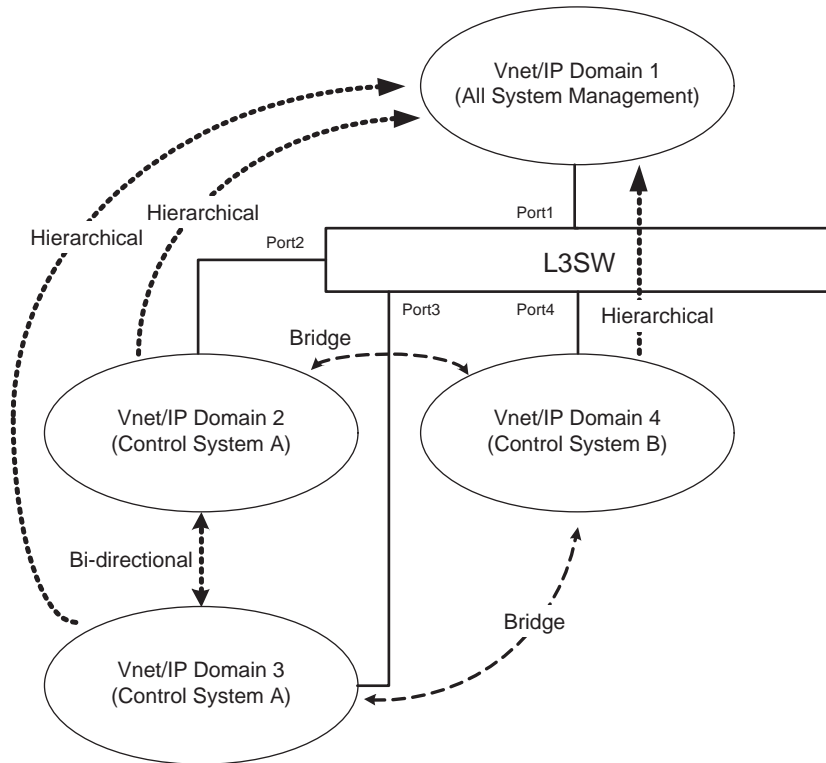 Vnet/IP Domain 1
(All System Management)
Hierarchical
Hierarchical
Port1
Port2
L3SW
Port3
Port4
Hierarchical
Bridge
Vnet/IP Domain 2
(Control System A)
Vnet/IP Domain 4
(Control System B)
Bi-directional
Bridge
Vnet/IP Domain 3
(Control System A)